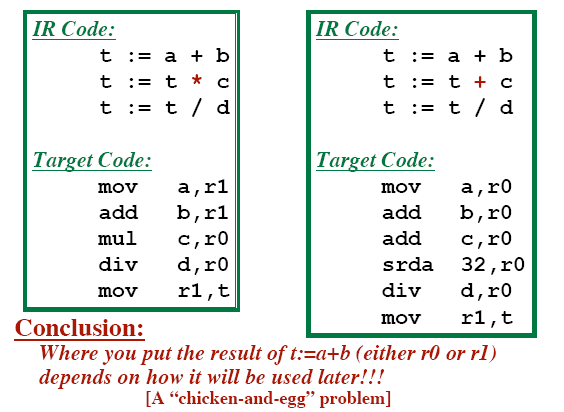 IR Code:
t := a + b
t := t * c
t := t / d
Target Code:
mov a,r1
add b,r1
mul c,r0
div d,r0
mov r1,t
IR Code:
t := a + b
t := t + c
t := t / d
Target Code:
mov a,r0
add b,r0
add c,r0
srda 32,r0
div d,r0
mov r1,t
Conclusion:
Where you put the result of t:=a+b (either r0 or r1)
depends on how it will be used later!!!
[A “chicken-and-egg” problem]